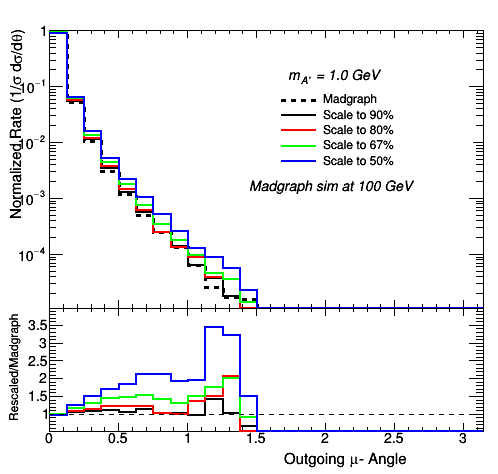 Normalized Rate (1/σ dσ/dθ)
1
10⁻¹
10⁻²
10⁻³
10⁻⁴
m_A' = 1.0 GeV
Madgraph
Scale to 90%
Scale to 80%
Scale to 67%
Scale to 50%
Madgraph sim at 100 GeV
Rescaled/Madgraph
3.5
3
2.5
2
1.5
1
0 0.5 1 1.5 2 2.5 3
Outgoing μ- Angle